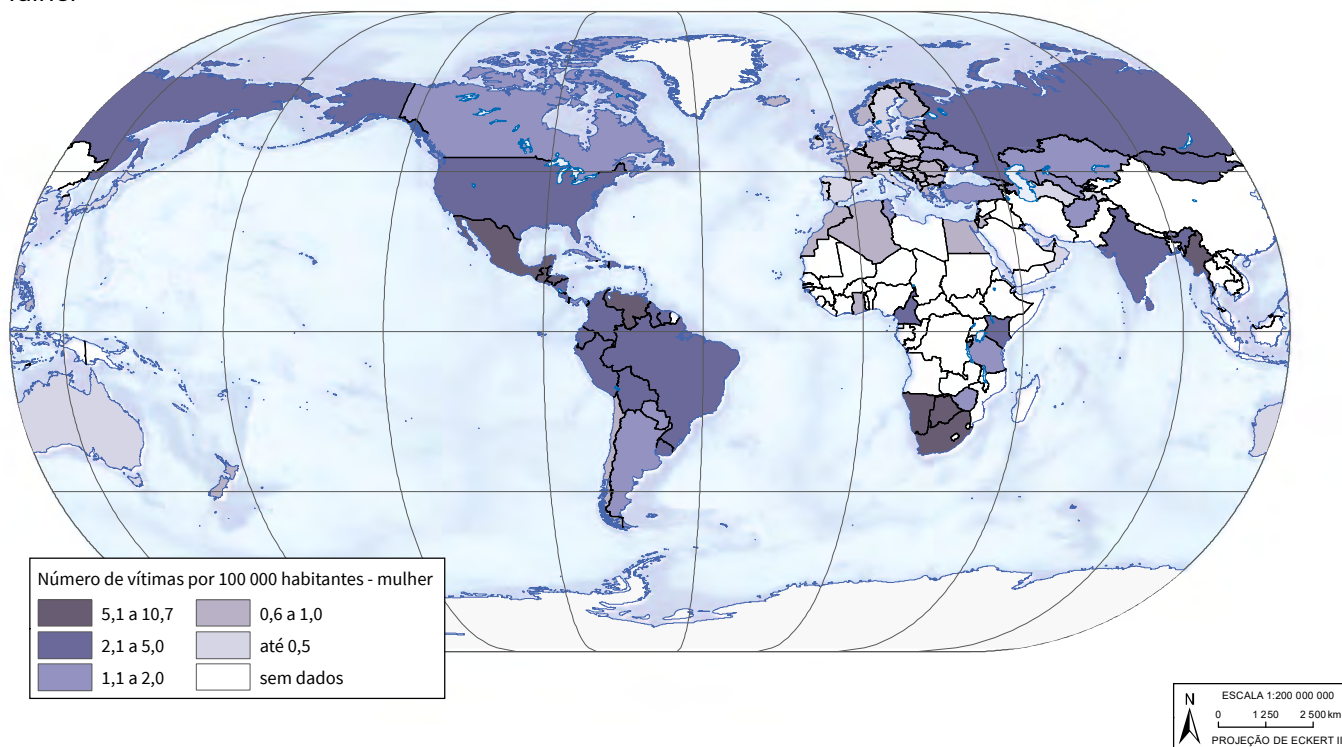 Número de vítimas por 100 000 habitantes - mulher
5,1 a 10,7
0,6 a 1,0
2,1 a 5,0
até 0,5
1,1 a 2,0
sem dados
N
ESCALA 1:200 000 000
0 1 250 2 500 km
PROJEÇÃO DE ECKERT II